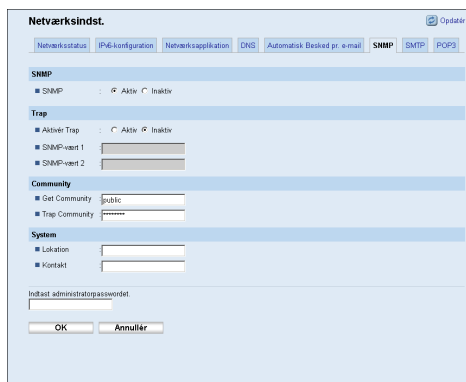 Netværksindst.
Opdatér
Netværksstatus IPv6-konfiguration Netværksapplikation DNS Automatisk Besked pr. e-mail SNMP SMTP POP3
SNMP
SNMP : Aktiv Inaktiv
Trap
Aktivér Trap : Aktiv Inaktiv
SNMP-vært 1 :
SNMP-vært 2 :
Community
Get Community : public
Trap Community : ********
System
Lokation :
Kontakt :
Indtast administratorpasswordet.
OK Annullér